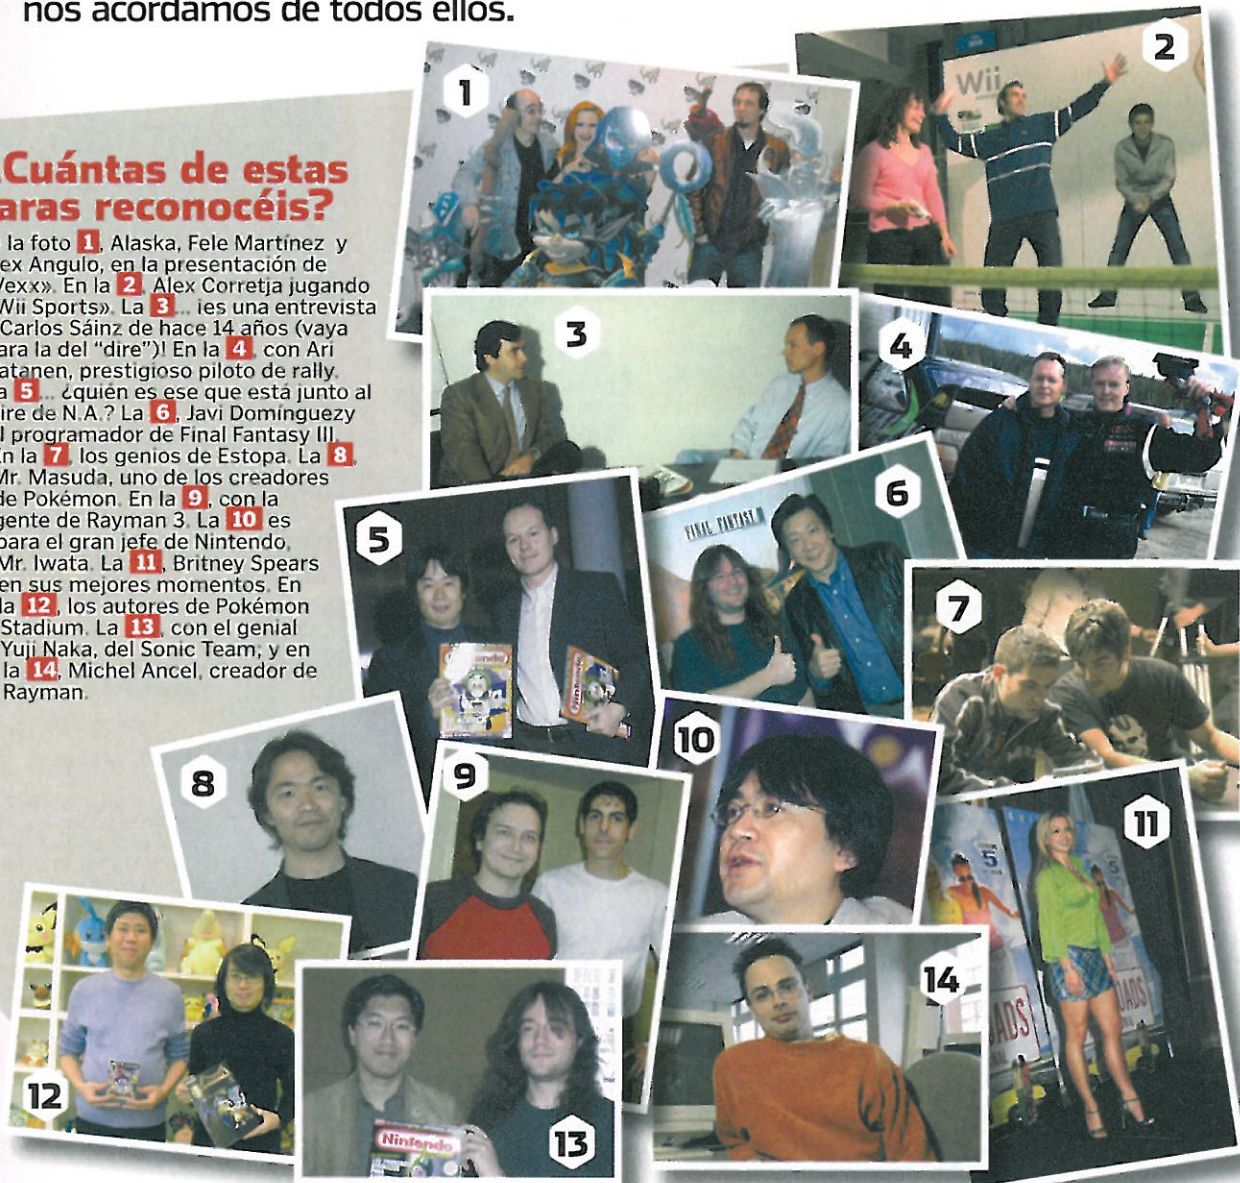 nos acordamos de todos ellos.
¿Cuántas de estas
aras reconocéis?
la foto 1, Alaska, Fele Martínez y
ex Angulo, en la presentación de
Vexx». En la 2, Alex Corretja jugando
Wii Sports». La 3... ¡es una entrevista
Carlos Sáinz de hace 14 años (vaya
ara la del "dire")! En la 4, con Ari
atanen, prestigioso piloto de rally.
a 5... ¿quién es ese que está junto al
ire de N.A.? La 6, Javi Domínguezy
l programador de Final Fantasy III.
En la 7, los genios de Estopa. La 8,
Mr. Masuda, uno de los creadores
de Pokémon. En la 9, con la
gente de Rayman 3. La 10 es
para el gran jefe de Nintendo,
Mr. Iwata. La 11, Britney Spears
en sus mejores momentos. En
la 12, los autores de Pokémon
Stadium. La 13, con el genial
Yuji Naka, del Sonic Team; y en
la 14, Michel Ancel, creador de
Rayman.
1
2
Wii
3
4
5
Nintendo
Nintendo
6
FINAL FANTASY III
7
8
9
10
11
5
12
13
Nintendo
14